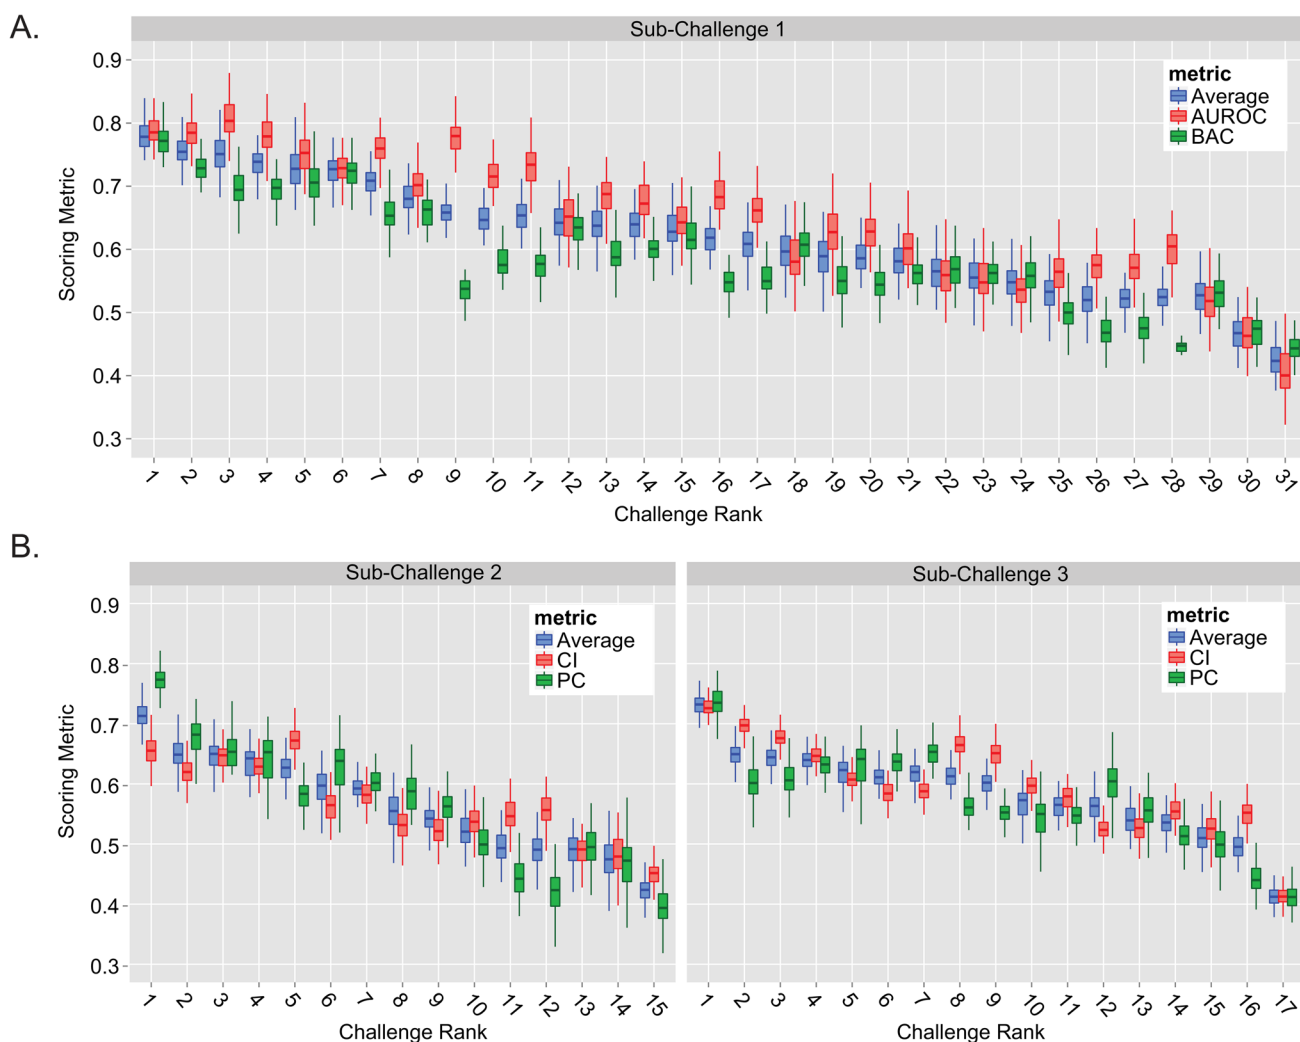 A.
Sub-Challenge 1
Scoring Metric
0.9
0.8
0.7
0.6
0.5
0.4
0.3
metric
Average
AUROC
BAC
1 2 3 4 5 6 7 8 9 10 11 12 13 14 15 16 17 18 19 20 21 22 23 24 25 26 27 28 29 30 31
Challenge Rank
B.
Sub-Challenge 2
Scoring Metric
0.9
0.8
0.7
0.6
0.5
0.4
0.3
metric
Average
CI
PC
1 2 3 4 5 6 7 8 9 10 11 12 13 14 15
Challenge Rank
Sub-Challenge 3
metric
Average
CI
PC
1 2 3 4 5 6 7 8 9 10 11 12 13 14 15 16 17
Challenge Rank